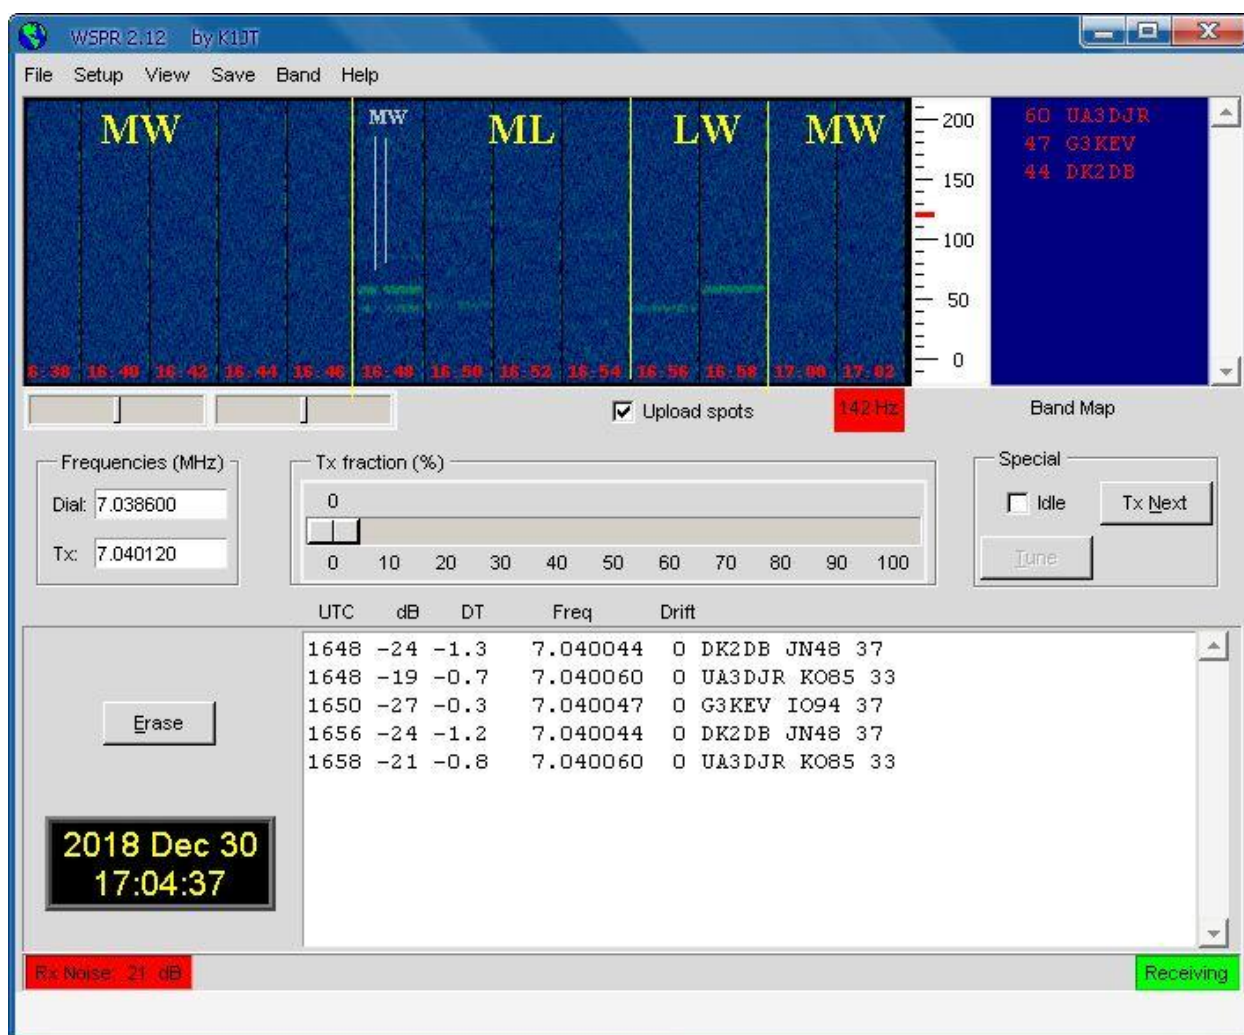 WSPR 2.12 by K1JT
File Setup View Save Band Help
MW MW ML LW MW
200
150
100
50
0
60 UA3DJR
47 G3KEV
44 DK2DB
6:38 16:40 16:42 16:44 16:46 16:48 16:50 16:52 16:54 16:56 16:58 17:00 17:02
Upload spots 142 Hz Band Map
Frequencies (MHz)
Dial: 7.038600
Tx: 7.040120
Tx fraction (%)
0
0 10 20 30 40 50 60 70 80 90 100
Special
Idle Tx Next
Tune
UTC dB DT Freq Drift
1648 -24 -1.3 7.040044 0 DK2DB JN48 37
1648 -19 -0.7 7.040060 0 UA3DJR KO85 33
1650 -27 -0.3 7.040047 0 G3KEV IO94 37
1656 -24 -1.2 7.040044 0 DK2DB JN48 37
1658 -21 -0.8 7.040060 0 UA3DJR KO85 33
Erase
2018 Dec 30
17:04:37
Rx Noise: 21 dB Receiving